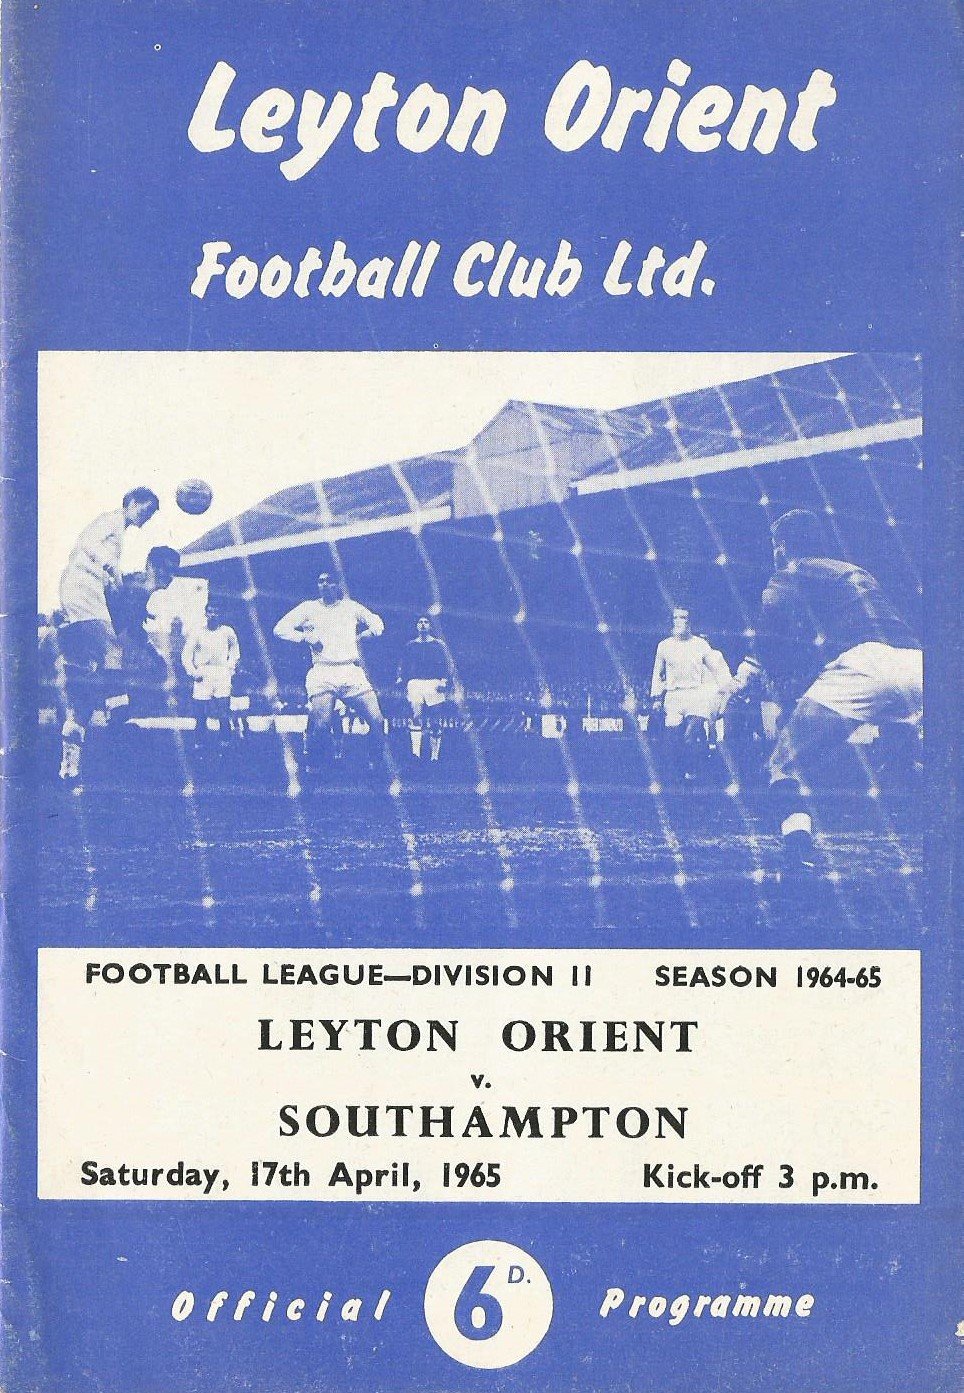 Leyton Orient
Football Club Ltd.
FOOTBALL LEAGUE—DIVISION II SEASON 1964-65
LEYTON ORIENT
v.
SOUTHAMPTON
Saturday, 17th April, 1965 Kick-off 3 p.m.
Official 6D. Programme